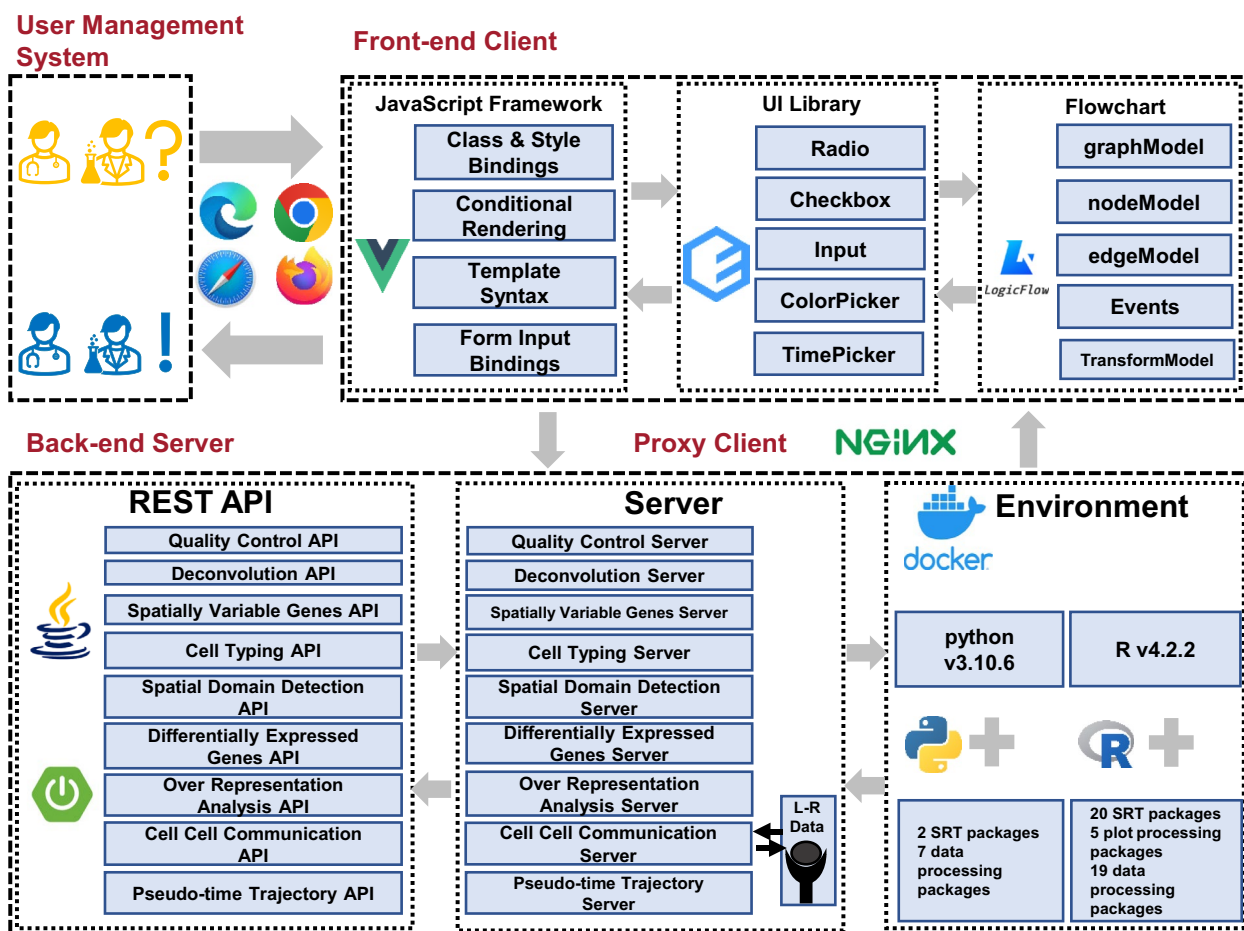 User Management
System
Front-end Client
JavaScript Framework
Class & Style
Bindings
Conditional
Rendering
Template
Syntax
Form Input
Bindings
UI Library
Radio
Checkbox
Input
ColorPicker
TimePicker
Flowchart
graphModel
nodeModel
edgeModel
Events
TransformModel
LogicFlow
?
!
Back-end Server
Proxy Client
NGINX
REST API
Quality Control API
Deconvolution API
Spatially Variable Genes API
Cell Typing API
Spatial Domain Detection
API
Differentially Expressed
Genes API
Over Representation
Analysis API
Cell Cell Communication
API
Pseudo-time Trajectory API
Server
Quality Control Server
Deconvolution Server
Spatially Variable Genes Server
Cell Typing Server
Spatial Domain Detection
Server
Differentially Expressed
Genes Server
Over Representation
Analysis Server
Cell Cell Communication
Server
Pseudo-time Trajectory
Server
L-R
Data
docker
Environment
python
v3.10.6
R v4.2.2
R
2 SRT packages
7 data
processing
packages
20 SRT packages
5 plot processing
packages
19 data
processing
packages